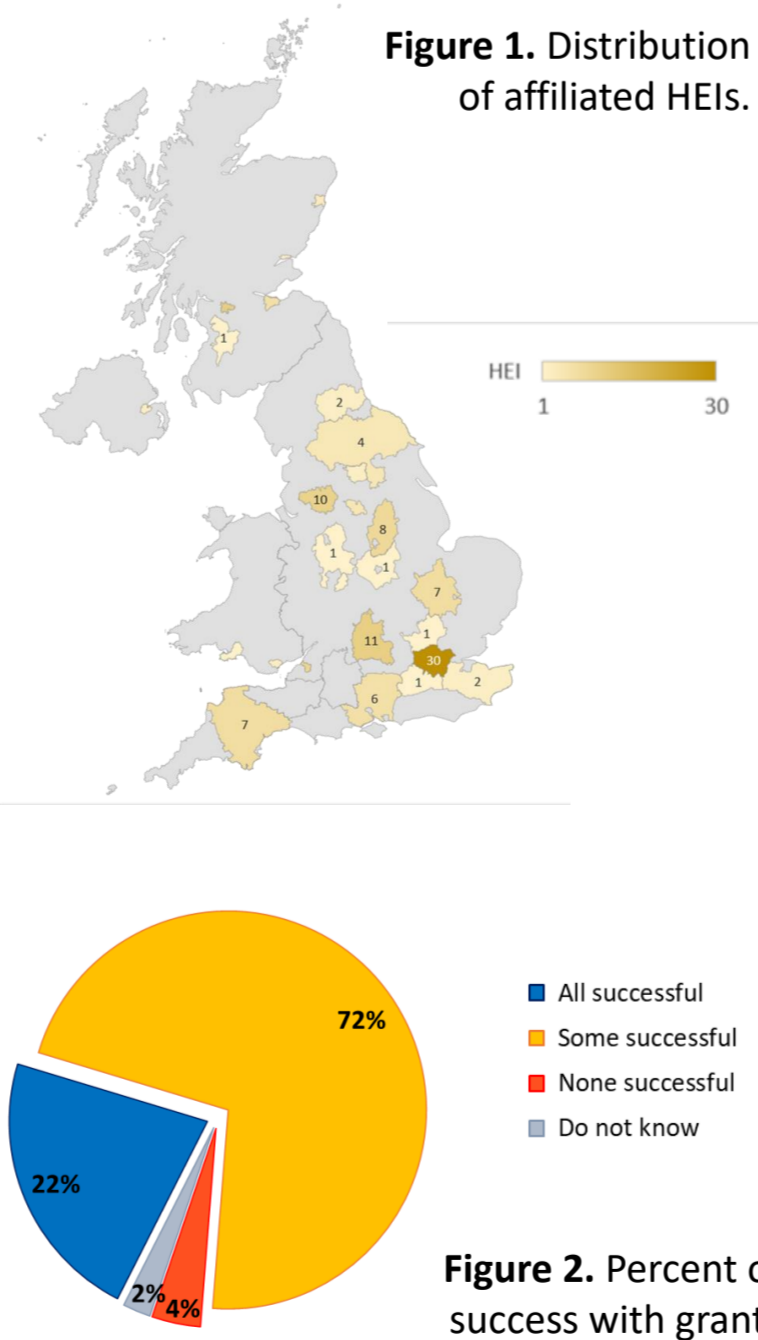 Figure 1. Distribution
of affiliated HEIs.
1
HEI
1 30
2
4
10
8
1
1
7
11
1
30
1
2
6
7
72%
All successful
Some successful
None successful
Do not know
22%
2%
4%
Figure 2. Percent
success with grant